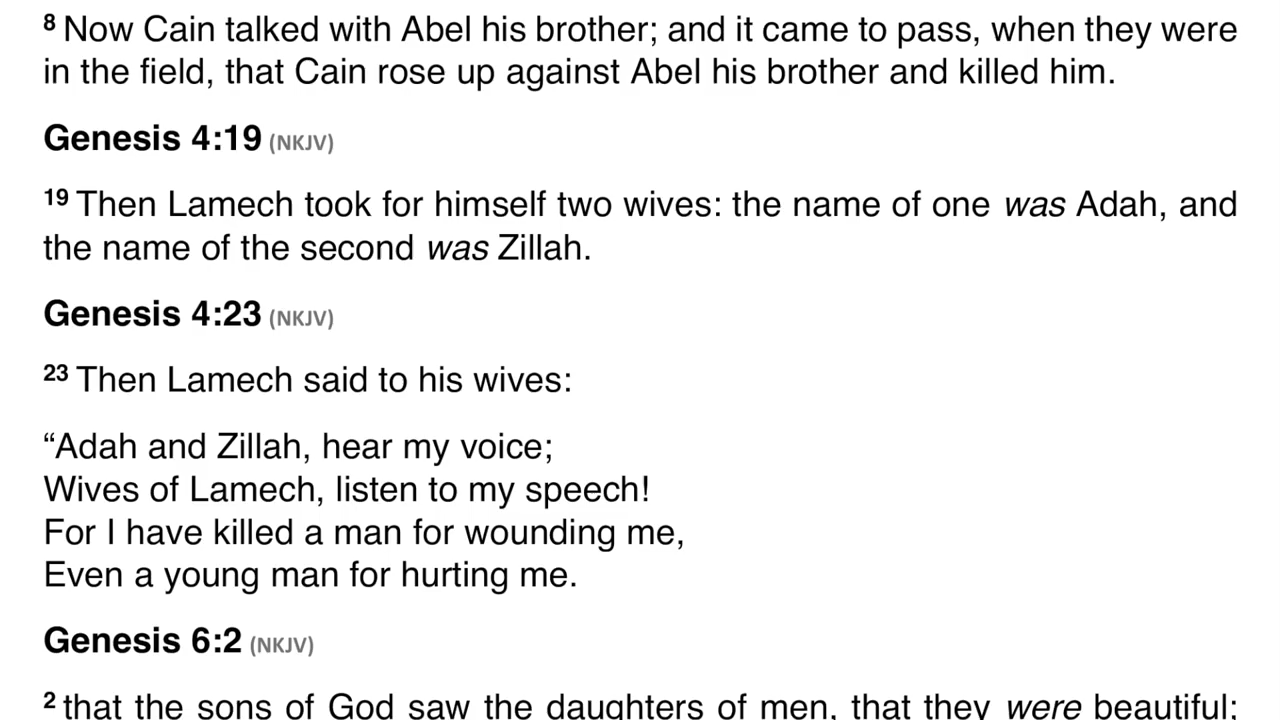 8 Now Cain talked with Abel his brother; and it came to pass, when they were
in the field, that Cain rose up against Abel his brother and killed him.
Genesis 4:19 (NKJV)
19 Then Lamech took for himself two wives: the name of one was Adah, and
the name of the second was Zillah.
Genesis 4:23 (NKJV)
23 Then Lamech said to his wives:
“Adah and Zillah, hear my voice;
Wives of Lamech, listen to my speech!
For I have killed a man for wounding me,
Even a young man for hurting me.
Genesis 6:2 (NKJV)
2 that the sons of God saw the daughters of men, that they were beautiful;